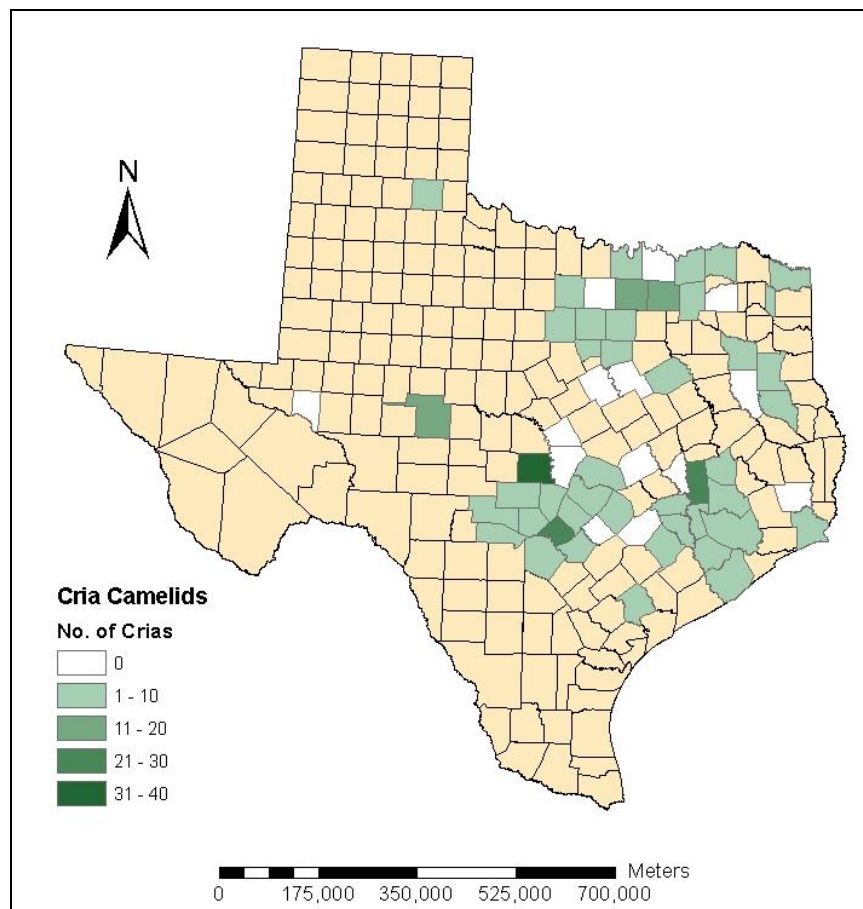 N
Cria Camelids
No. of Crias
0
1 - 10
11 - 20
21 - 30
31 - 40
Meters
0 175,000 350,000 525,000 700,000